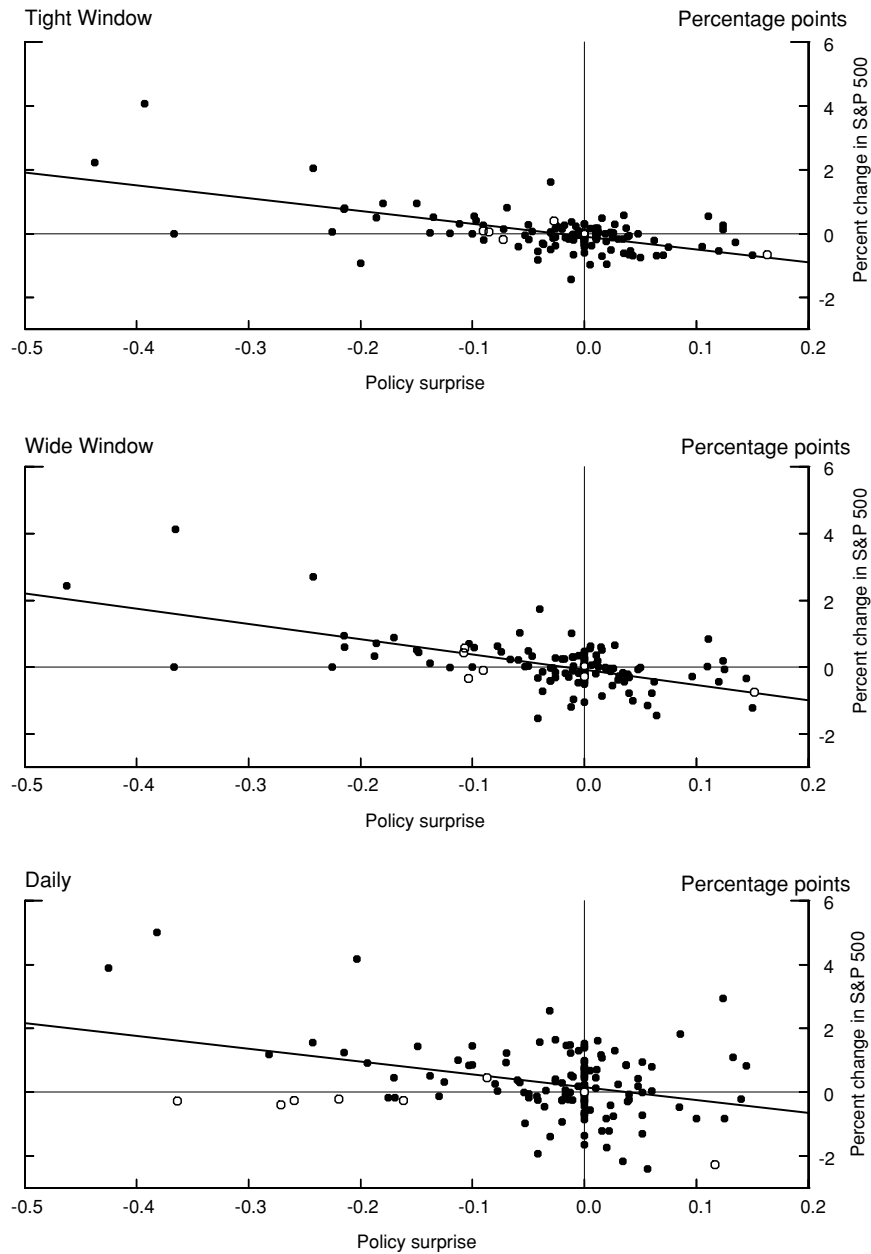 Tight Window Percentage points
6
4
2
0
-2
Percent change in S&P 500
-0.5 -0.4 -0.3 -0.2 -0.1 0.0 0.1 0.2
Policy surprise
Wide Window Percentage points
6
4
2
0
-2
Percent change in S&P 500
-0.5 -0.4 -0.3 -0.2 -0.1 0.0 0.1 0.2
Policy surprise
Daily Percentage points
6
4
2
0
-2
Percent change in S&P 500
-0.5 -0.4 -0.3 -0.2 -0.1 0.0 0.1 0.2
Policy surprise